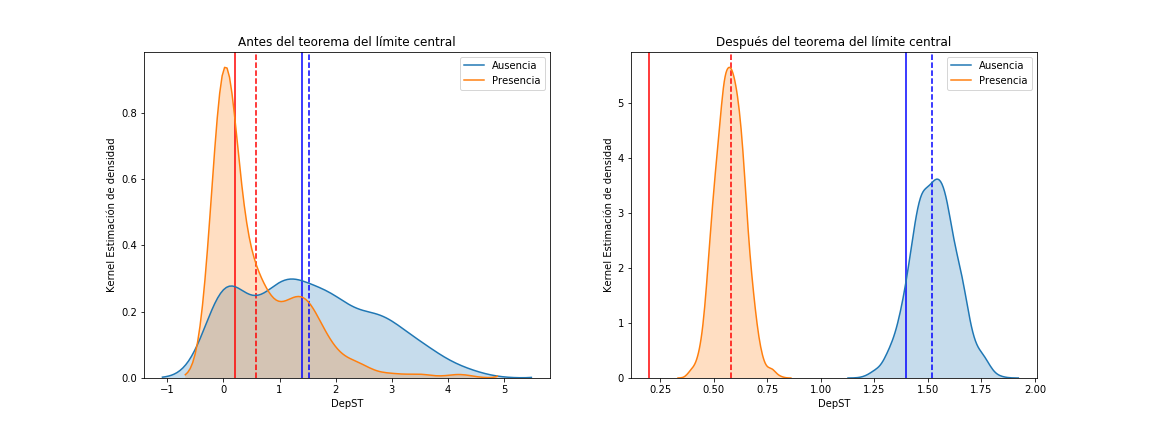 Antes del teorema del límite central
Ausencia
Presencia
Kernel Estimación de densidad
0.8
0.6
0.4
0.2
0.0
−1
0
1
2
3
4
5
DepST
Después del teorema del límite central
Ausencia
Presencia
Kernel Estimación de densidad
5
4
3
2
1
0
0.25
0.50
0.75
1.00
1.25
1.50
1.75
2.00
DepST